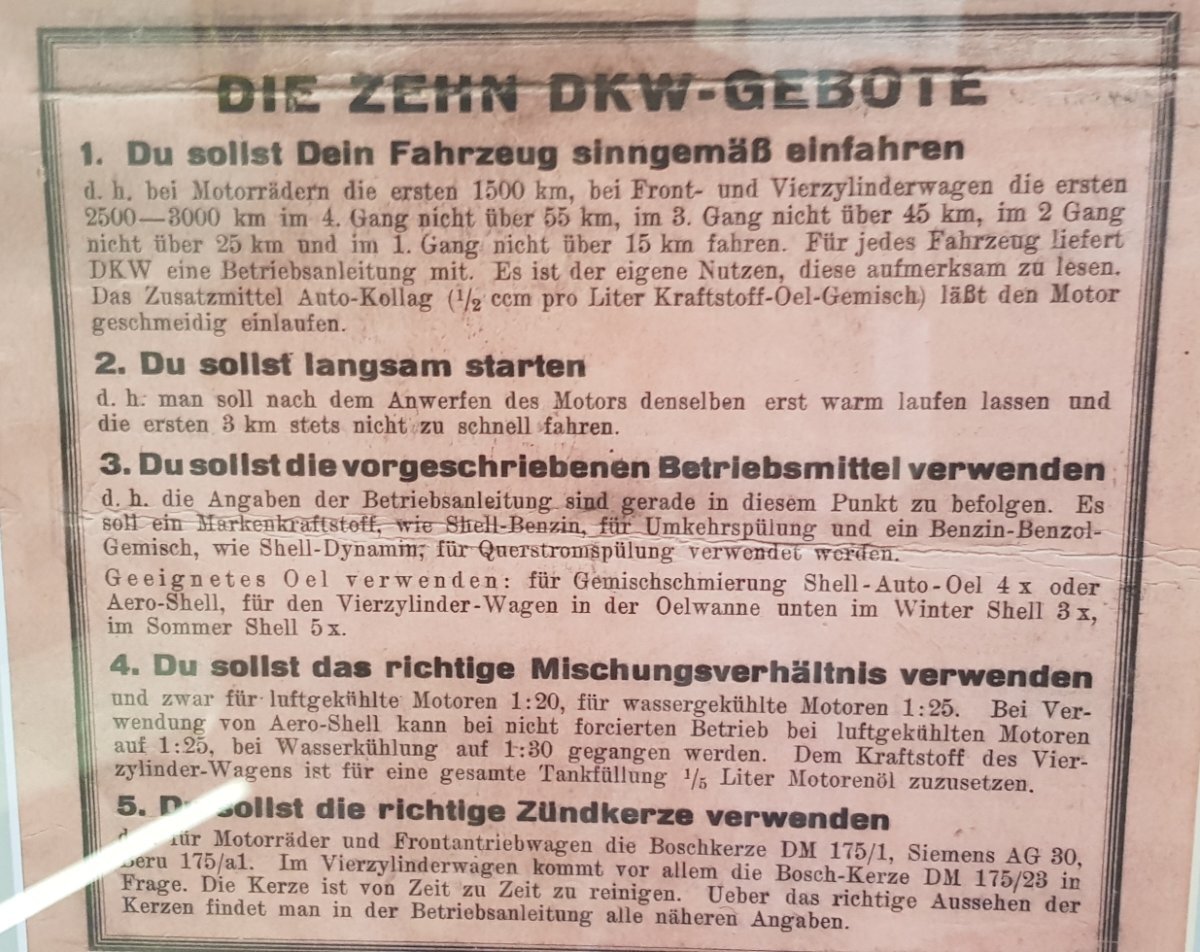 DIE ZEHN DKW-GEBOTE
1. Du sollst Dein Fahrzeug sinngemäß einfahren
d. h. bei Motorrädern die ersten 1500 km, bei Front- und Vierzylinderwagen die ersten
2500—3000 km im 4. Gang nicht über 55 km, im 3. Gang nicht über 45 km, im 2 Gang
nicht über 25 km und im 1. Gang nicht über 15 km fahren. Für jedes Fahrzeug liefert
DKW eine Betriebsanleitung mit. Es ist der eigene Nutzen, diese aufmerksam zu lesen.
Das Zusatzmittel Auto-Kollag (1/2 ccm pro Liter Kraftstoff-Oel-Gemisch) läßt den Motor
geschmeidig einlaufen.
2. Du sollst langsam starten
d. h. man soll nach dem Anwerfen des Motors denselben erst warm laufen lassen und
die ersten 3 km stets nicht zu schnell fahren.
3. Du sollst die vorgeschriebenen Betriebsmittel verwenden
d. h. die Angaben der Betriebsanleitung sind gerade in diesem Punkt zu befolgen. Es
soll ein Markenkraftstoff, wie Shell-Benzin, für Umkehrspülung und ein Benzin-Benzol-
Gemisch, wie Shell-Dynamin, für Querstromspülung verwendet werden.
Geeignetes Oel verwenden: für Gemischschmierung Shell-Auto-Oel 4 x oder
Aero-Shell, für den Vierzylinder-Wagen in der Oelwanne unten im Winter Shell 3 x,
im Sommer Shell 5 x.
4. Du sollst das richtige Mischungsverhältnis verwenden
und zwar für luftgekühlte Motoren 1:20, für wassergekühlte Motoren 1:25. Bei Ver-
wendung von Aero-Shell kann bei nicht forcierten Betrieb bei luftgekühlten Motoren
auf 1:25, bei Wasserkühlung auf 1:30 gegangen werden. Dem Kraftstoff des Vier-
zylinder-Wagens ist für eine gesamte Tankfüllung 1/5 Liter Motorenöl zuzusetzen.
5. Du sollst die richtige Zündkerze verwenden
für Motorräder und Frontantriebwagen die Boschkerze DM 175/1, Siemens AG 30,
Beru 175/a1. Im Vierzylinderwagen kommt vor allem die Bosch-Kerze DM 175/23 in
Frage. Die Kerze ist von Zeit zu Zeit zu reinigen. Ueber das richtige Aussehen der
Kerzen findet man in der Betriebsanleitung alle näheren Angaben.